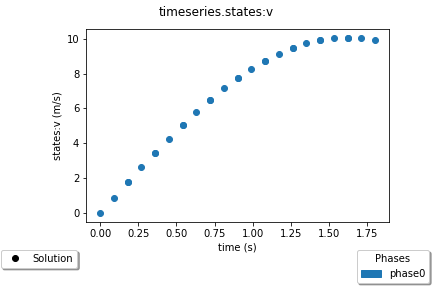 timeseries.states:v
10
8
6
4
2
0
states:v (m/s)
0.00 0.25 0.50 0.75 1.00 1.25 1.50 1.75
time (s)
Solution
Phases
phase0